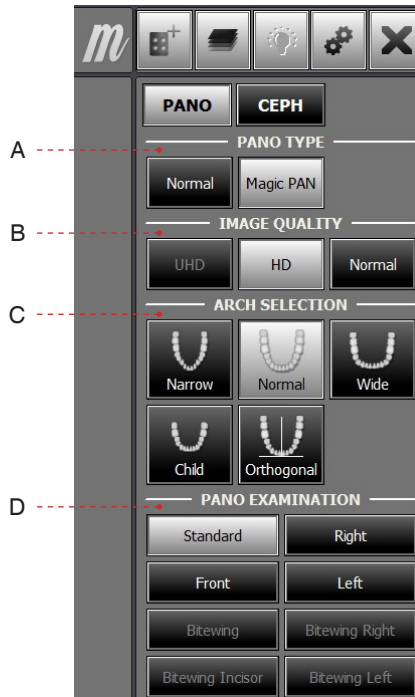 m
PANO CEPH
A PANO TYPE
Normal Magic PAN
B IMAGE QUALITY
UHD HD Normal
C ARCH SELECTION
Narrow Normal Wide
Child Orthogonal
D PANO EXAMINATION
Standard Right
Front Left
Bitewing Bitewing Right
Bitewing Incisor Bitewing Left